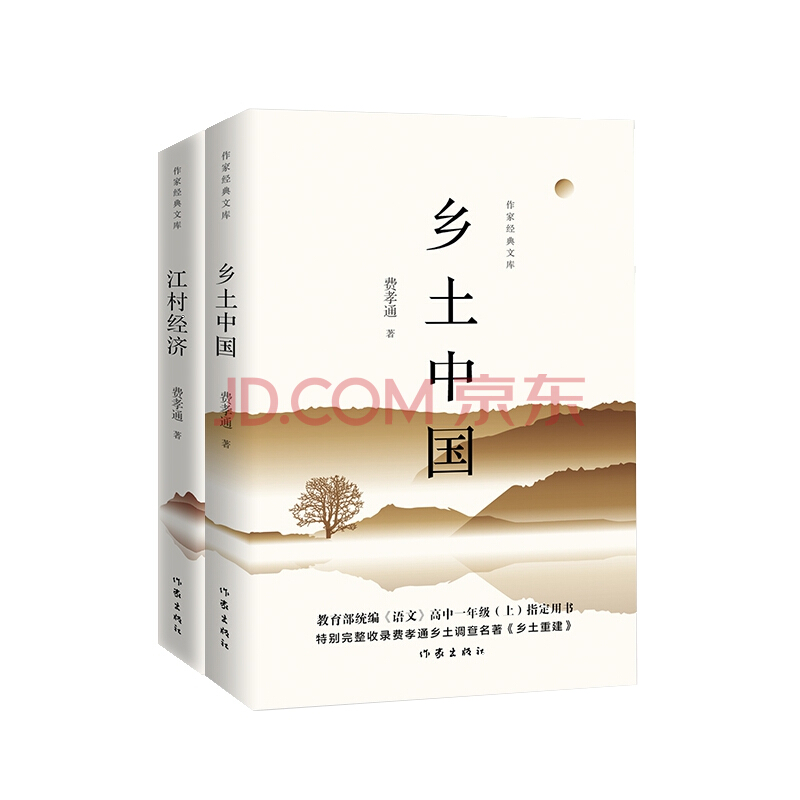 作家经典文库
江村经济
费孝通 著
作家出版社
作家经典文库
乡土中国
费孝通 著
作家出版社
作家经典文库
乡土中国
费孝通 著
JD.COM 京东
教育部统编《语文》高中一年级（上）指定用书
特别完整收录费孝通乡土调查名著《乡土重建》
作家出版社